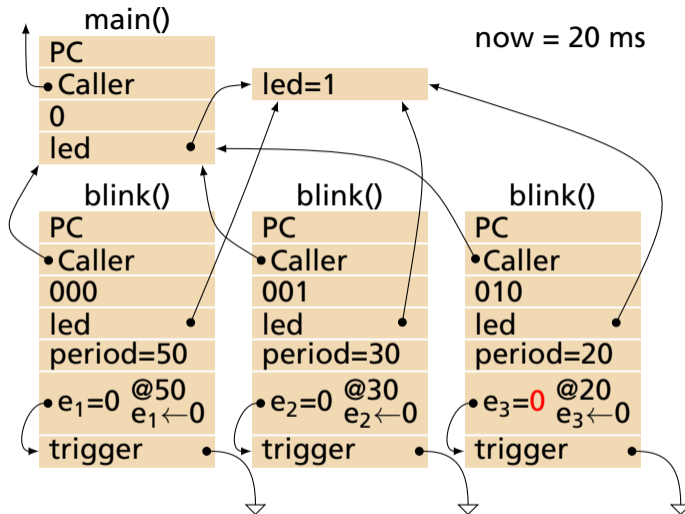 main()
PC
Caller
0
led
led=1
now = 20 ms
blink()
PC
Caller
000
led
period=50
e₁=0 @50
e₁←0
trigger
blink()
PC
Caller
001
led
period=30
e₂=0 @30
e₂←0
trigger
blink()
PC
Caller
010
led
period=20
e₃=0 @20
e₃←0
trigger